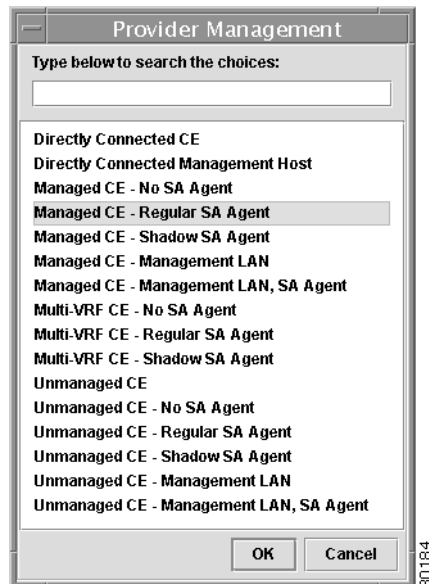 Provider Management
Type below to search the choices:
Directly Connected CE
Directly Connected Management Host
Managed CE - No SA Agent
Managed CE - Regular SA Agent
Managed CE - Shadow SA Agent
Managed CE - Management LAN
Managed CE - Management LAN, SA Agent
Multi-VRF CE - No SA Agent
Multi-VRF CE - Regular SA Agent
Multi-VRF CE - Shadow SA Agent
Unmanaged CE
Unmanaged CE - No SA Agent
Unmanaged CE - Regular SA Agent
Unmanaged CE - Shadow SA Agent
Unmanaged CE - Management LAN
Unmanaged CE - Management LAN, SA Agent
OK Cancel